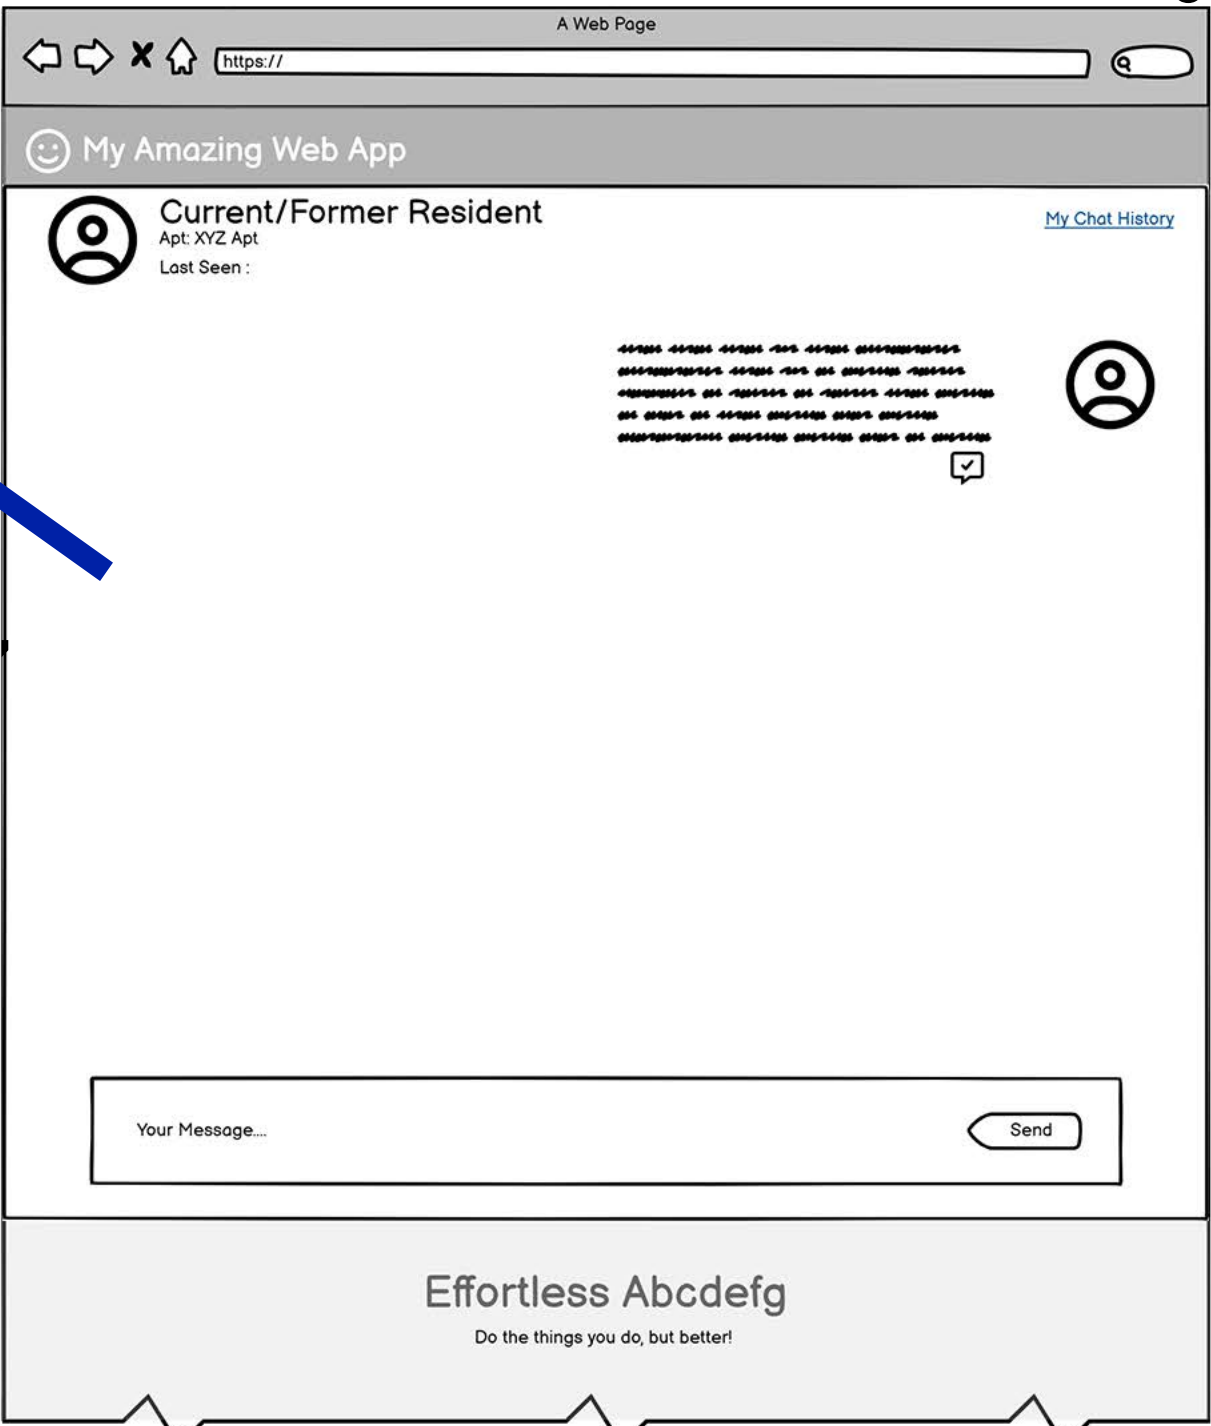 A Web Page
https://
My Amazing Web App
Current/Former Resident
My Chat History
Apt: XYZ Apt
Last Seen :
Your Message....
Send
Effortless Abcdefg
Do the things you do, but better!